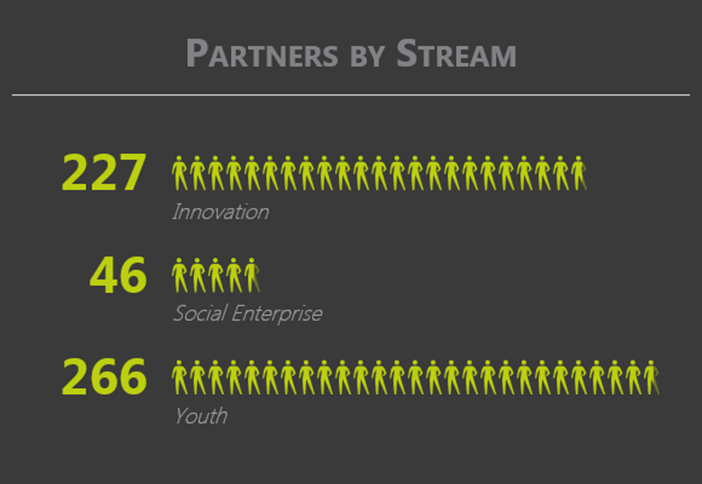 Partners by Stream
227
Innovation
46
Social Enterprise
266
Youth